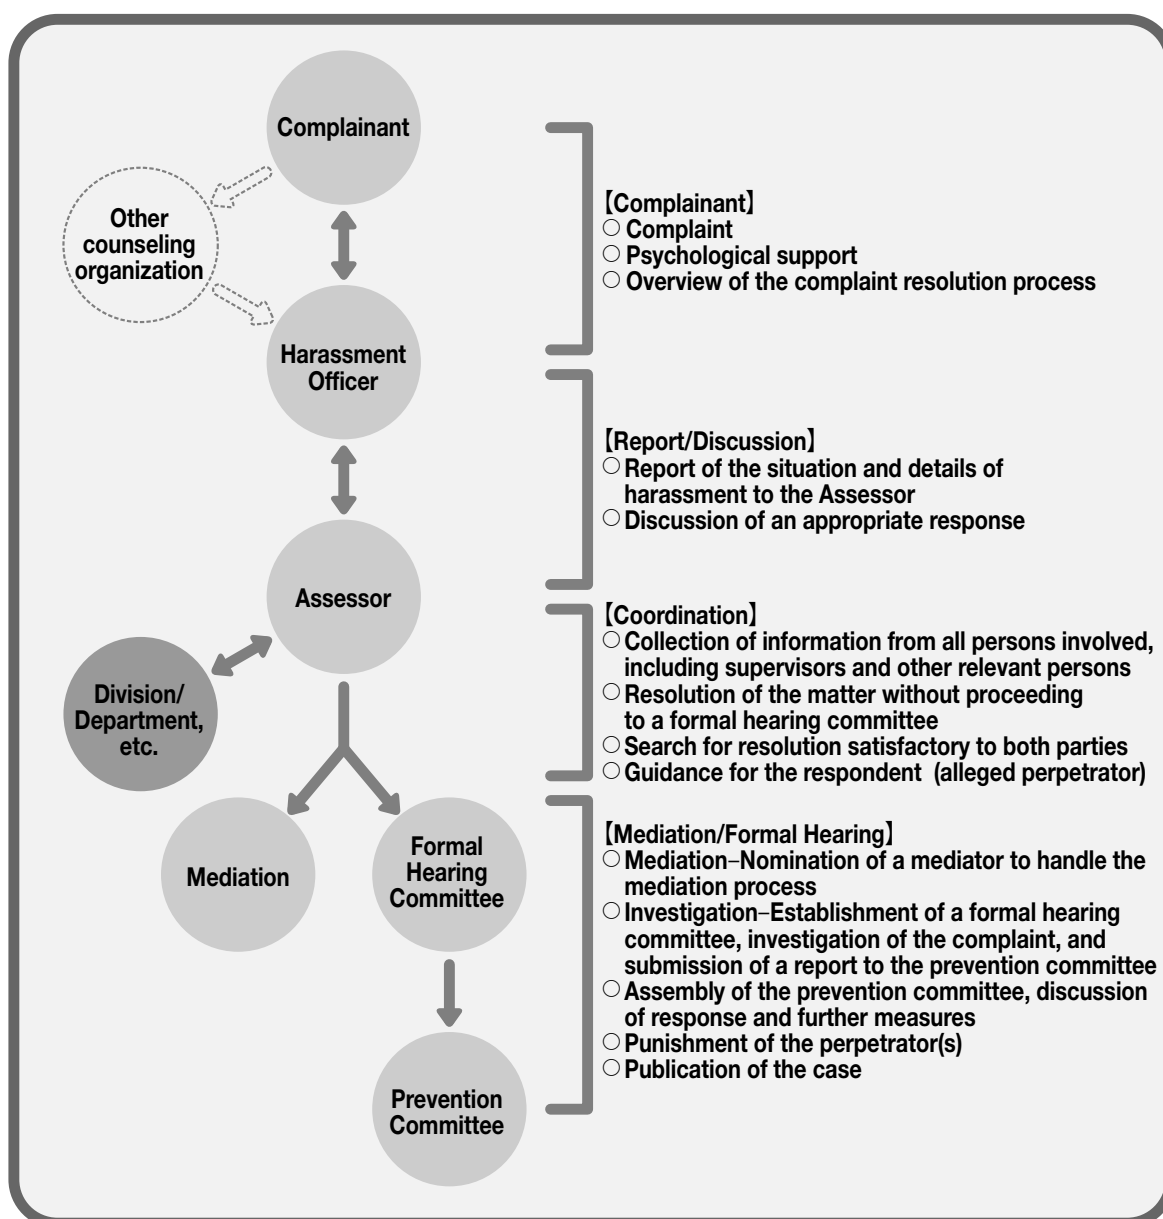 Complainant
Other
counseling
organization
Harassment
Officer
Assessor
Division/
Department,
etc.
Mediation
Formal
Hearing
Committee
Prevention
Committee
【Complainant】
○ Complaint
○ Psychological support
○ Overview of the complaint resolution process
【Report/Discussion】
○ Report of the situation and details of
harassment to the Assessor
○ Discussion of an appropriate response
【Coordination】
○ Collection of information from all persons involved,
including supervisors and other relevant persons
○ Resolution of the matter without proceeding
to a formal hearing committee
○ Search for resolution satisfactory to both parties
○ Guidance for the respondent (alleged perpetrator)
【Mediation/Formal Hearing】
○ Mediation–Nomination of a mediator to handle the
mediation process
○ Investigation–Establishment of a formal hearing
committee, investigation of the complaint, and
submission of a report to the prevention committee
○ Assembly of the prevention committee, discussion
of response and further measures
○ Punishment of the perpetrator(s)
○ Publication of the case